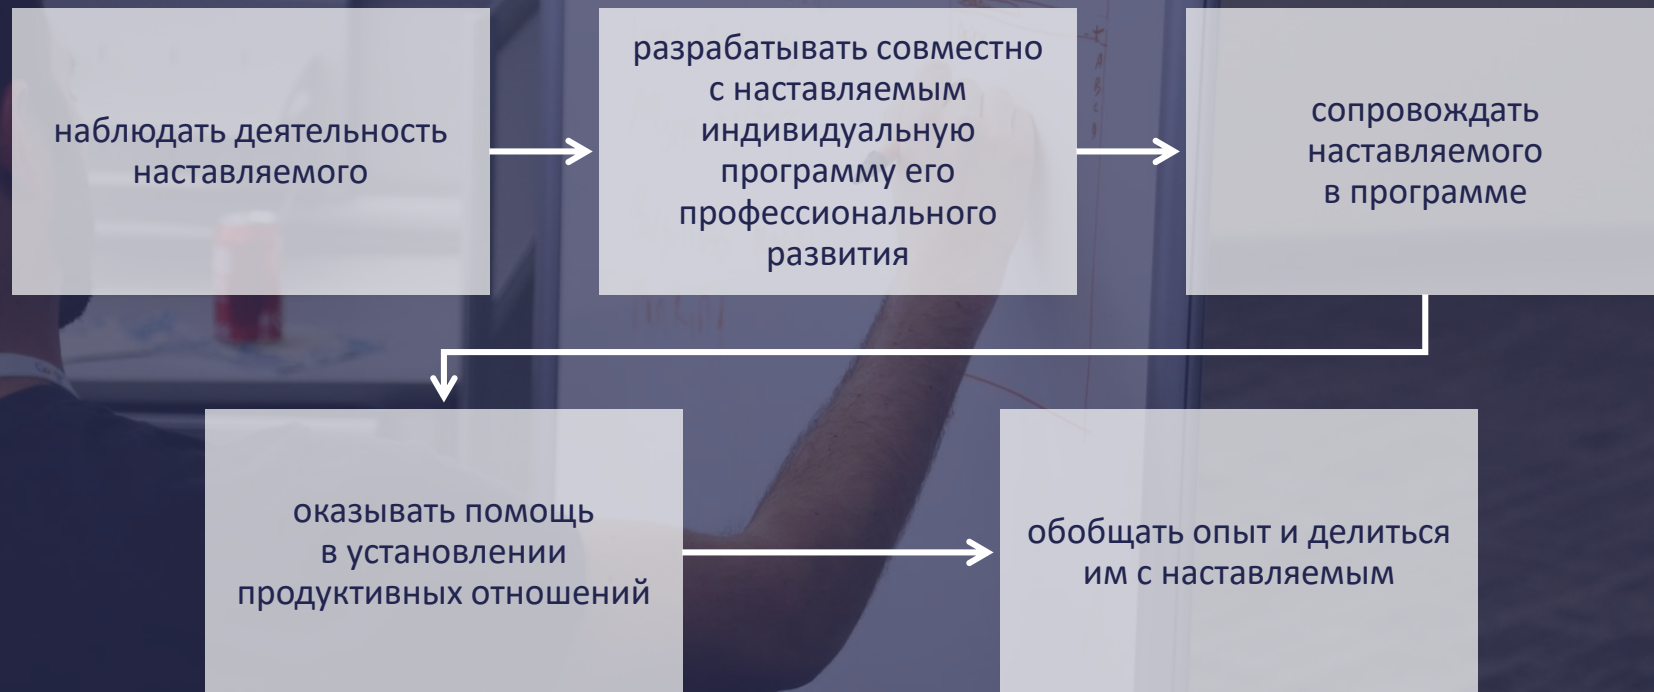 наблюдать деятельность
наставляемого
разрабатывать совместно
с наставляемым
индивидуальную
программу его
профессионального
развития
сопровождать
наставляемого
в программе
оказывать помощь
в установлении
продуктивных отношений
обобщать опыт и делиться
им с наставляемым